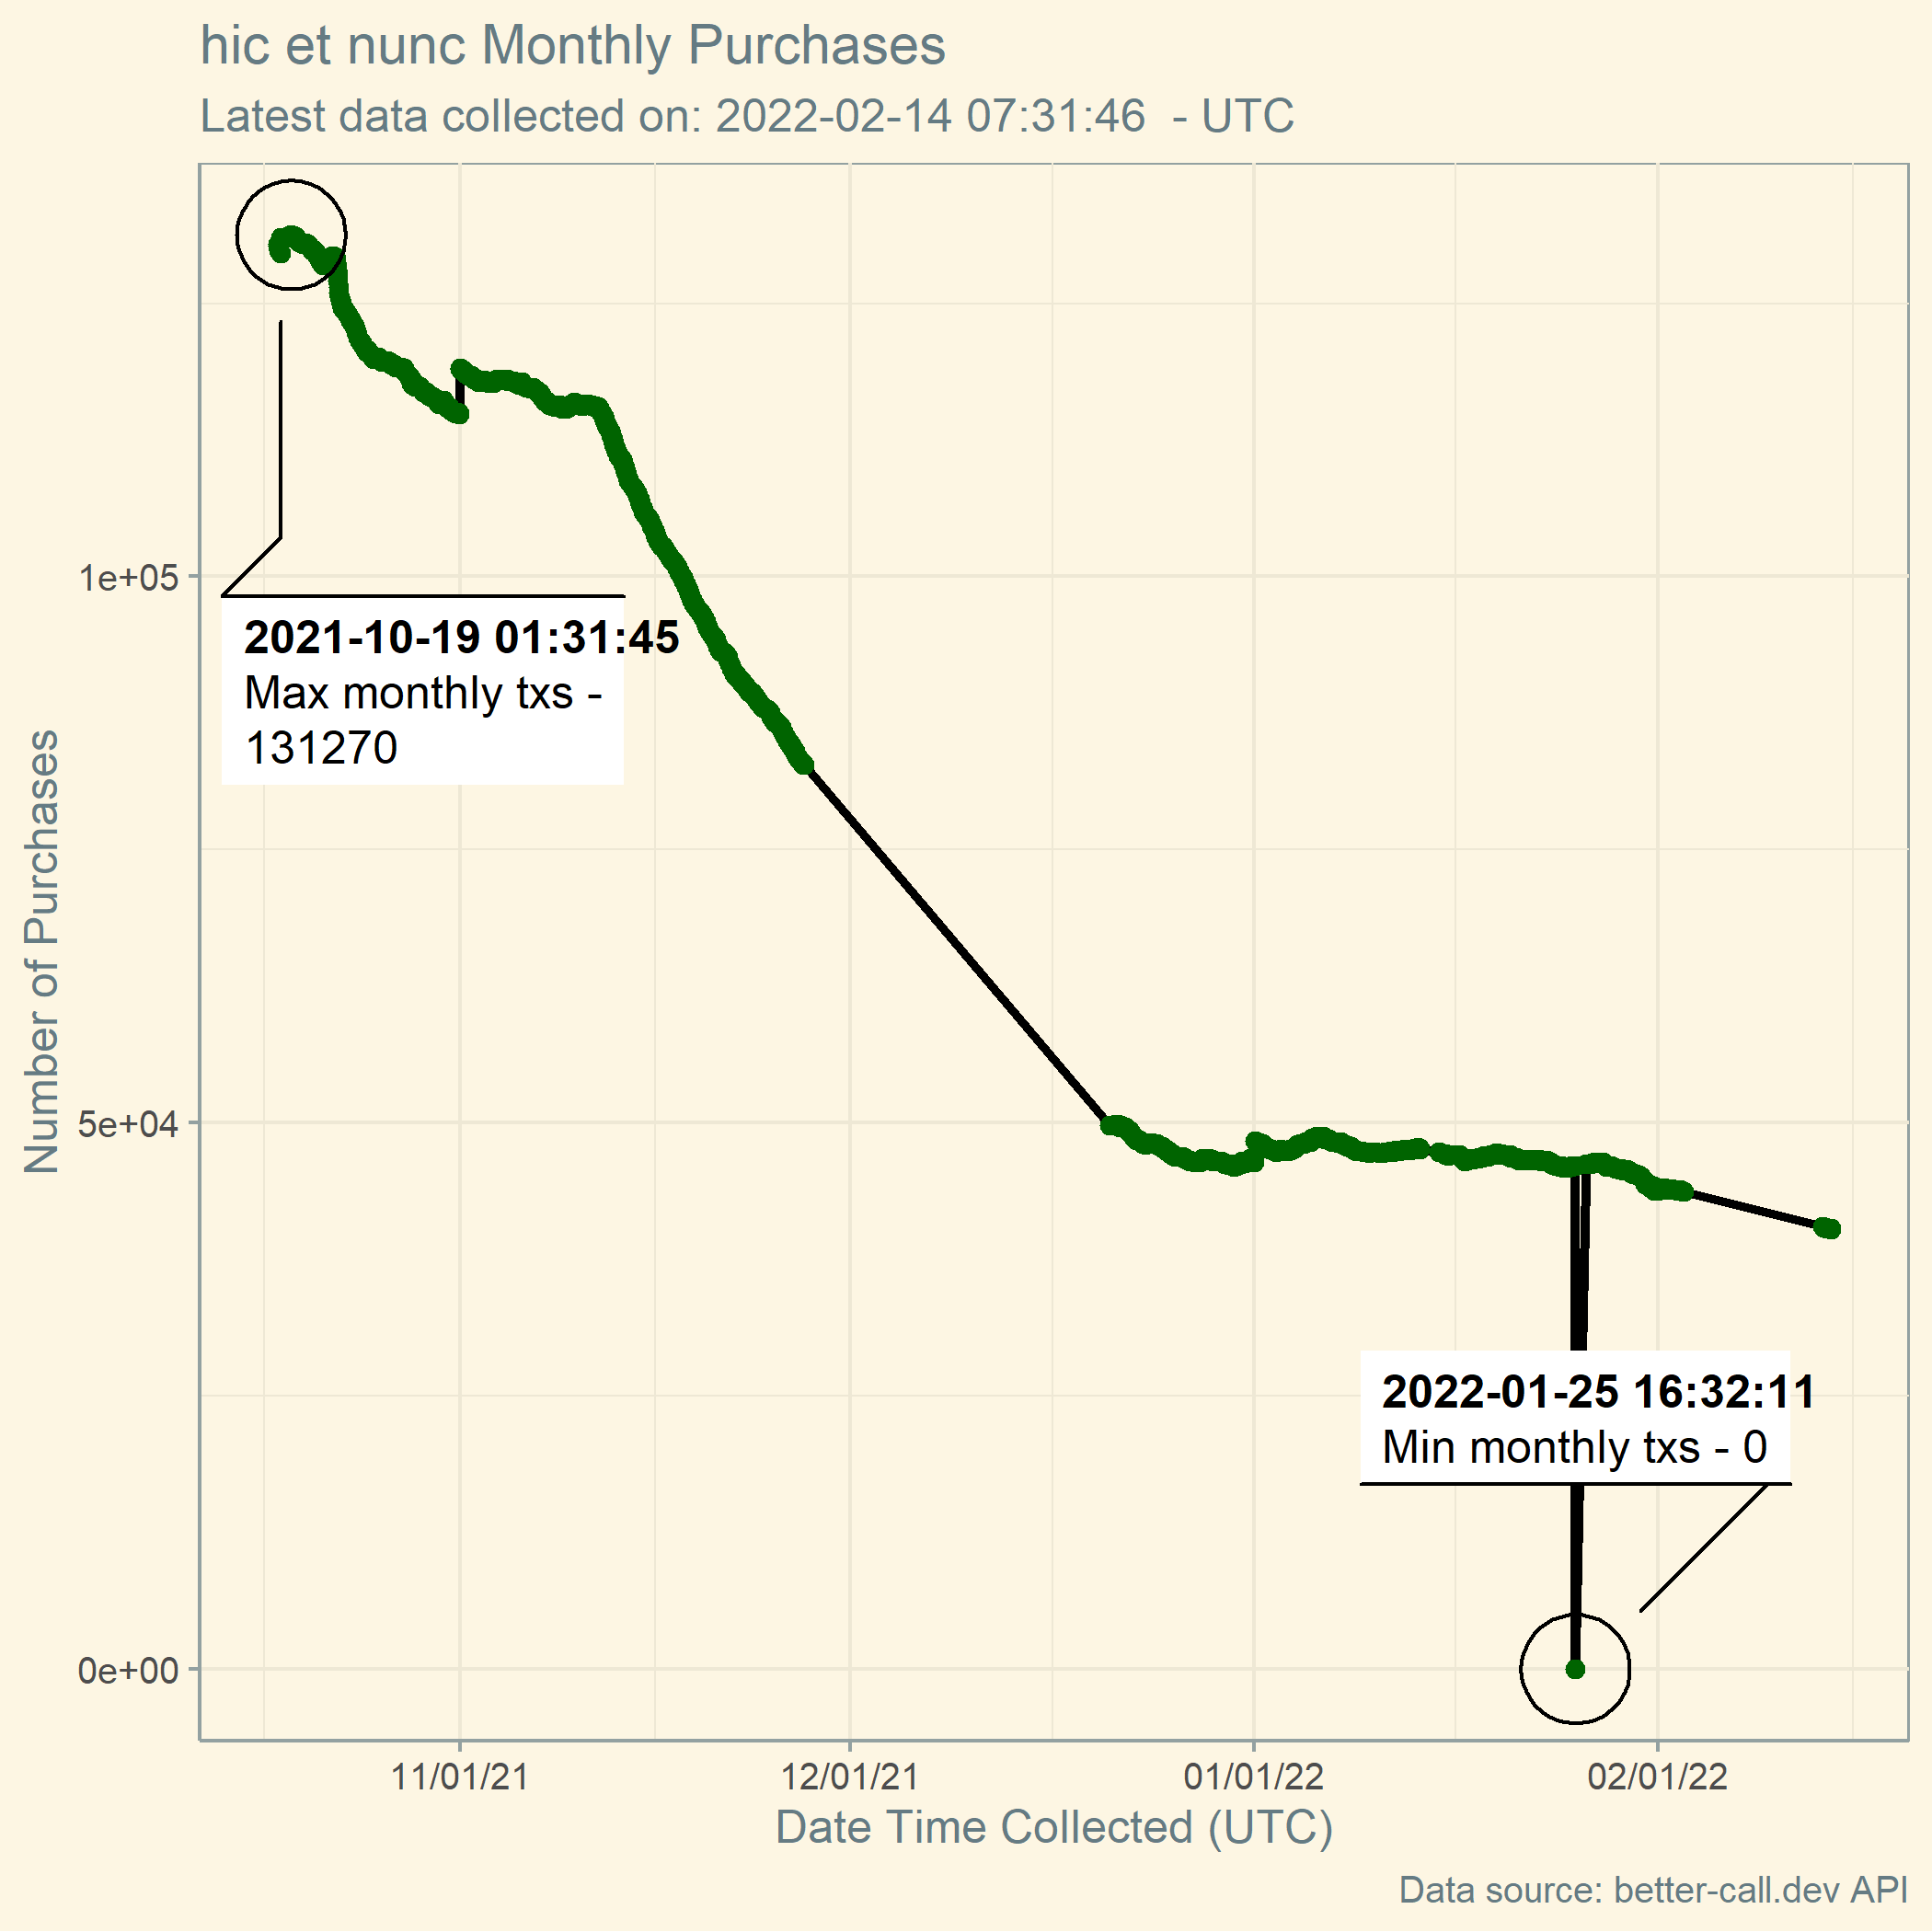 hic et nunc Monthly Purchases
Latest data collected on: 2022-02-14 07:31:46  - UTC
Number of Purchases
1e+05
5e+04
0e+00
2021-10-19 01:31:45
Max monthly txs -
131270
2022-01-25 16:32:11
Min monthly txs - 0
11/01/21
12/01/21
01/01/22
02/01/22
Date Time Collected (UTC)
Data source: better-call.dev API